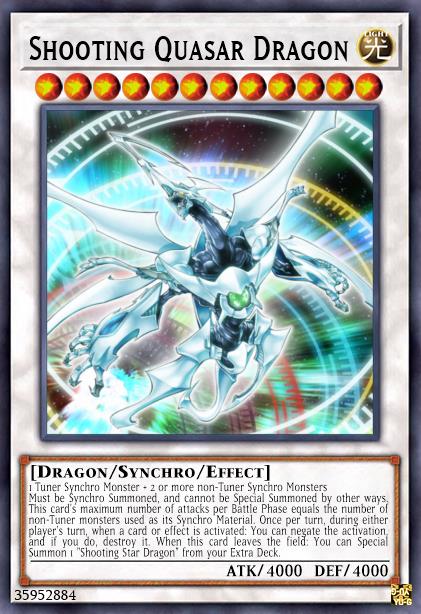 SHOOTING QUASAR DRAGON
LIGHT
光
[DRAGON/SYNCHRO/EFFECT]
1 Tuner Synchro Monster + 2 or more non-Tuner Synchro Monsters
Must be Synchro Summoned, and cannot be Special Summoned by other ways.
This card's maximum number of attacks per Battle Phase equals the number of
non-Tuner monsters used as its Synchro Material. Once per turn, during either
player's turn, when a card or effect is activated: You can negate the activation,
and if you do, destroy it. When this card leaves the field: You can Special
Summon 1 "Shooting Star Dragon" from your Extra Deck.
ATK/4000 DEF/4000
35952884